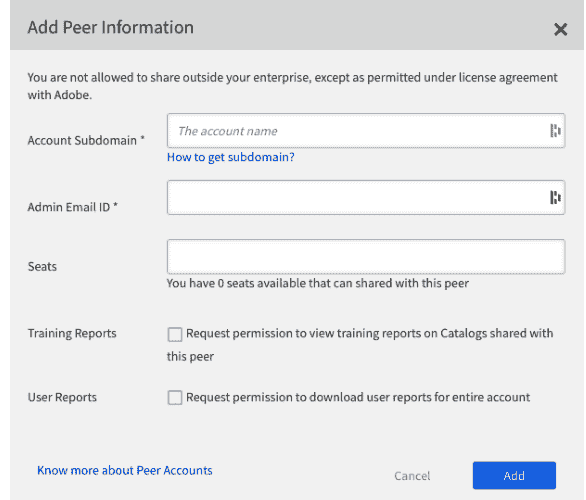 Add Peer Information
You are not allowed to share outside your enterprise, except as permitted under license agreement
with Adobe.
Account Subdomain *
The account name
How to get subdomain?
Admin Email ID *
Seats
You have 0 seats available that can shared with this peer
Training Reports
Request permission to view training reports on Catalogs shared with
this peer
User Reports
Request permission to download user reports for entire account
Know more about Peer Accounts
Cancel
Add